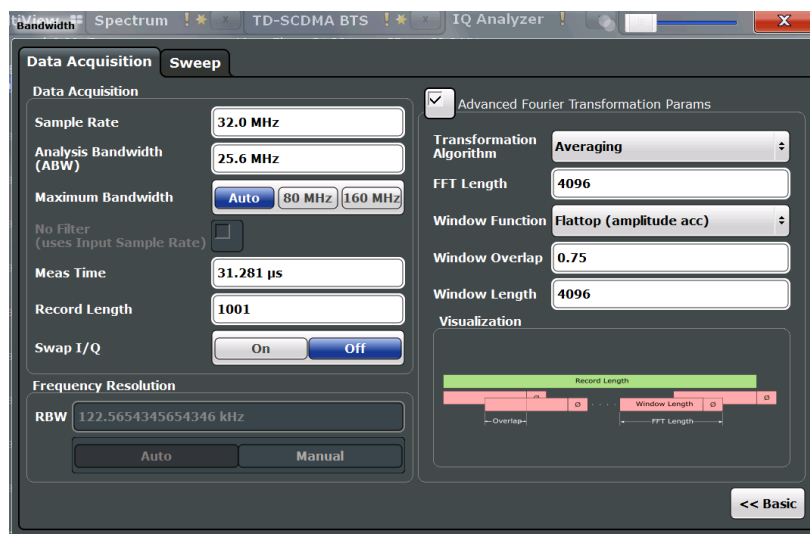 Spectrum ! TD-SCDMA BTS ! IQ Analyzer !
Bandwidth
X
Data Acquisition Sweep
Data Acquisition
Sample Rate 32.0 MHz
Analysis Bandwidth
(ABW) 25.6 MHz
Maximum Bandwidth Auto 80 MHz 160 MHz
No Filter
(uses Input Sample Rate)
Meas Time 31.281 µs
Record Length 1001
Swap I/Q On Off
Frequency Resolution
RBW 122.5654345654346 kHz
Auto Manual
Advanced Fourier Transformation Params
Transformation
Algorithm Averaging
FFT Length 4096
Window Function Flattop (amplitude acc)
Window Overlap 0.75
Window Length 4096
Visualization
Record Length
Ø
Ø Window Length Ø
Overlap FFT Length
<< Basic